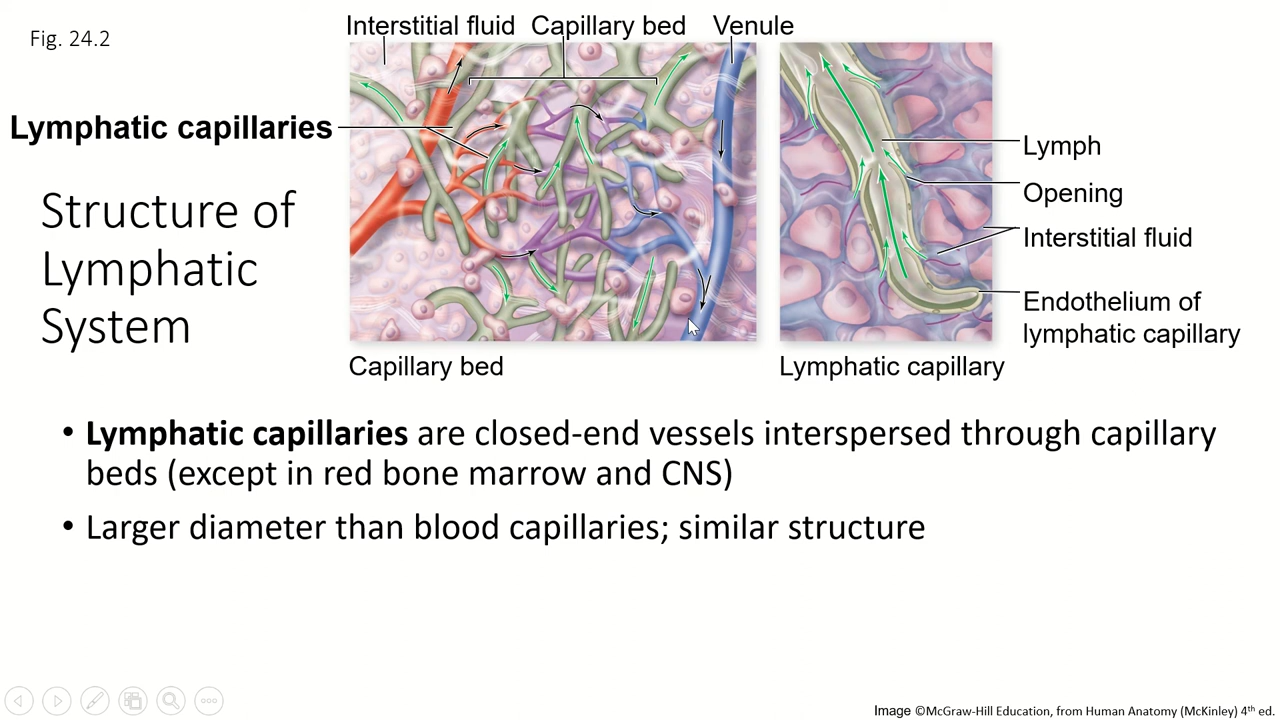 Fig. 24.2
Interstitial fluid Capillary bed Venule
Lymphatic capillaries
Structure of
Lymphatic
System
Lymph
Opening
Interstitial fluid
Endothelium of
lymphatic capillary
Capillary bed
Lymphatic capillary
• Lymphatic capillaries are closed-end vessels interspersed through capillary
beds (except in red bone marrow and CNS)
• Larger diameter than blood capillaries; similar structure
Image ©McGraw-Hill Education, from Human Anatomy (McKinley) 4th ed.